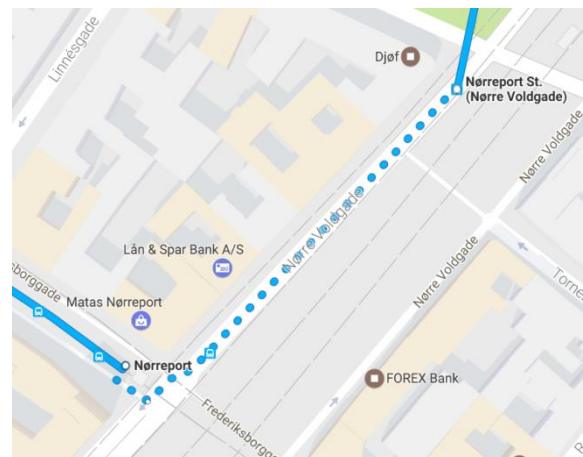 Linnésgade
Djøf
Nørreport St.
(Nørre Voldgade)
Nørre Voldgade
Nørre Voldgade
Lån & Spar Bank A/S
Nørre Voldgade
Matas Nørreport
Nørreport
FOREX Bank